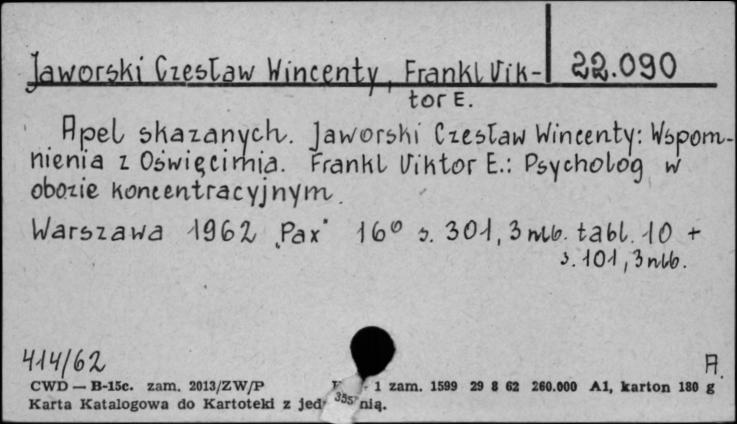 Jaworski Czesław Wincenty, Frankl Vik- 22.090
tor E.
Apel skazanych. Jaworski Czesław Wincenty: Wspom-
nienia z Oświęcimia. Frankl Viktor E.: Psycholog w
obozie koncentracyjnym.
Warszawa 1962 "Pax" 16° s. 301, 3 nlb. tabl. 10 +
s. 101, 3 nlb.
414/62 A.
CWD — B-15c. zam. 2013/ZW/P 1 zam. 1599 29 8 62 260.000 A1, karton 180 g
Karta Katalogowa do Kartoteki z jed 355 nią.